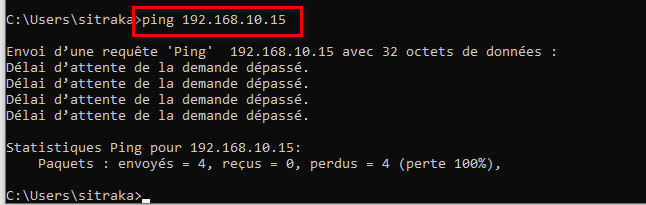 C:\Users\sitraka>ping 192.168.10.15
Envoi d’une requête 'Ping'  192.168.10.15 avec 32 octets de données :
Délai d’attente de la demande dépassé.
Délai d’attente de la demande dépassé.
Délai d’attente de la demande dépassé.
Délai d’attente de la demande dépassé.
Statistiques Ping pour 192.168.10.15:
    Paquets : envoyés = 4, reçus = 0, perdus = 4 (perte 100%),
C:\Users\sitraka>